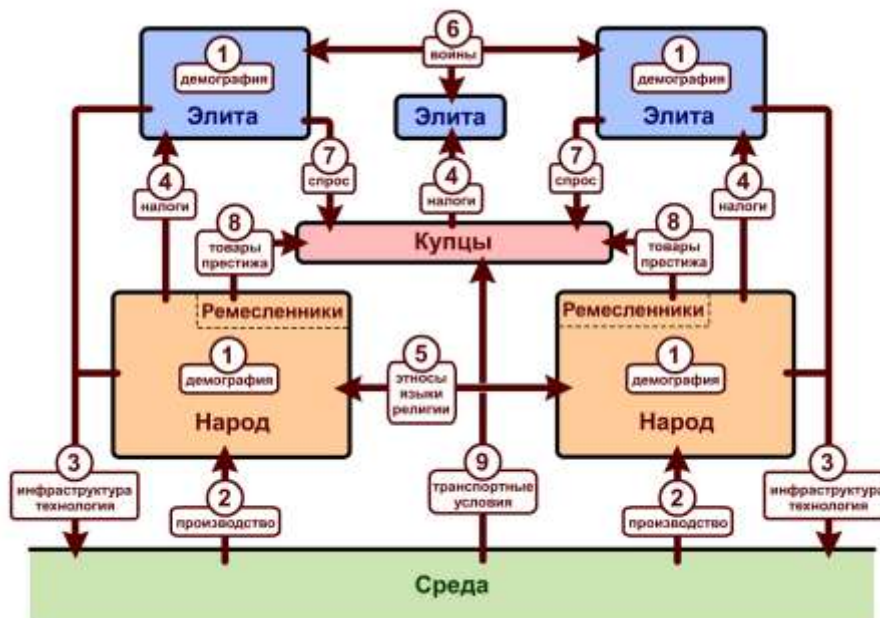 6
войны
1
демография
Элита
Элита
1
демография
Элита
7
спрос
4
налоги
7
спрос
4
налоги
4
налоги
8
товары
престижа
Купцы
8
товары
престижа
Ремесленники
1
демография
Народ
5
этносы
языки
религии
Ремесленники
1
демография
Народ
3
инфраструктура
технология
2
производство
9
транспортные
условия
2
производство
3
инфраструктура
технология
Среда